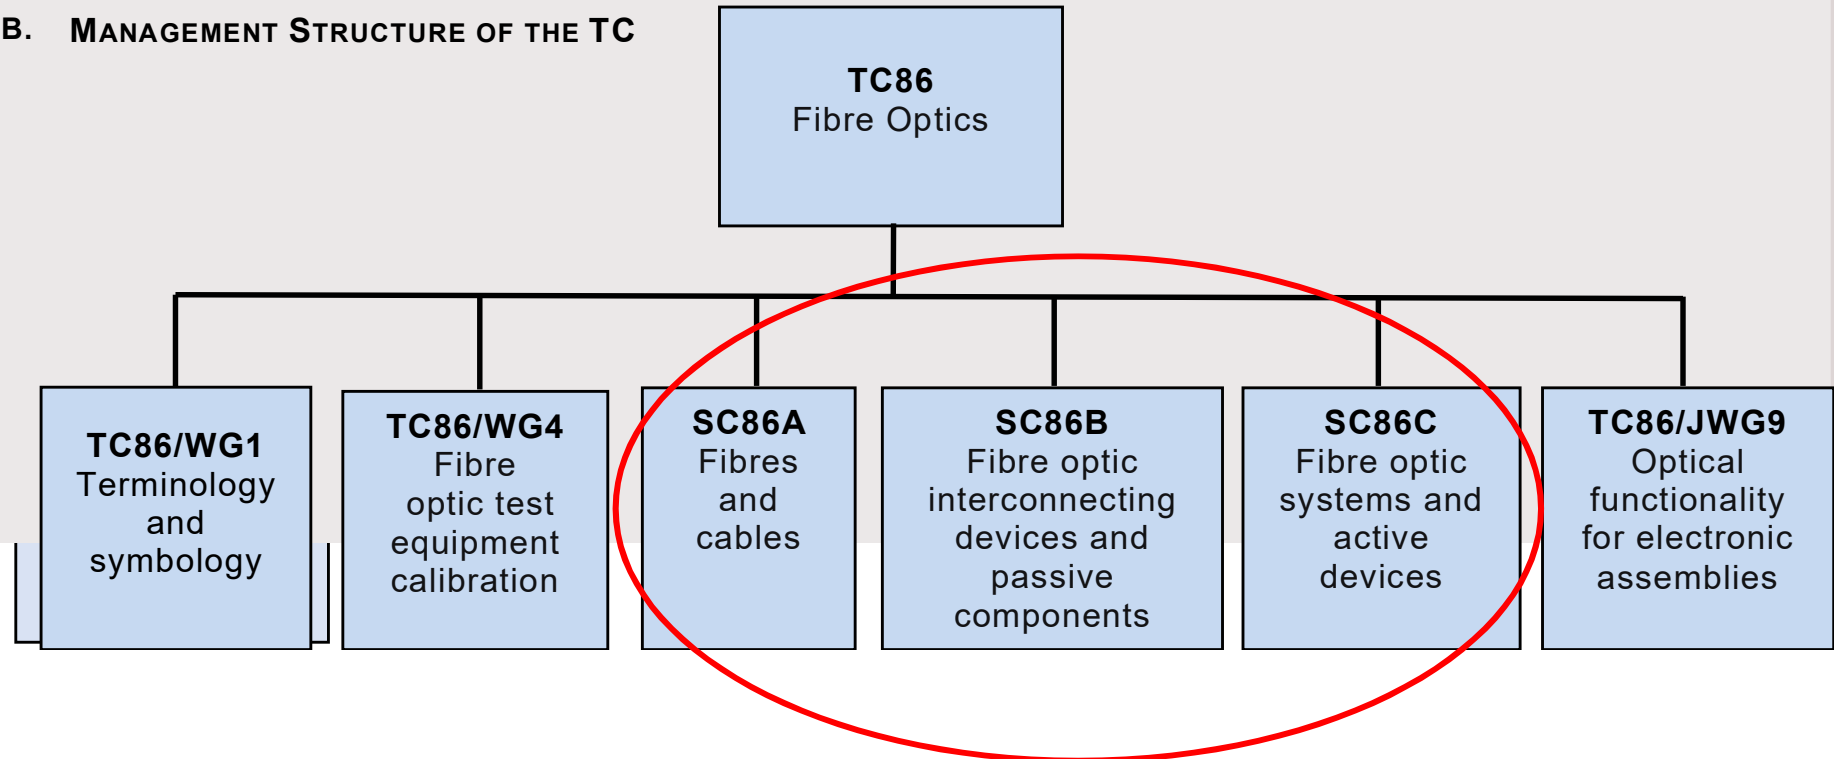 B. MANAGEMENT STRUCTURE OF THE TC
TC86
Fibre Optics
TC86/WG1
Terminology
and
symbology
TC86/WG4
Fibre
optic test
equipment
calibration
SC86A
Fibres
and
cables
SC86B
Fibre optic
interconnecting
devices and
passive
components
SC86C
Fibre optic
systems and
active
devices
TC86/JWG9
Optical
functionality
for electronic
assemblies